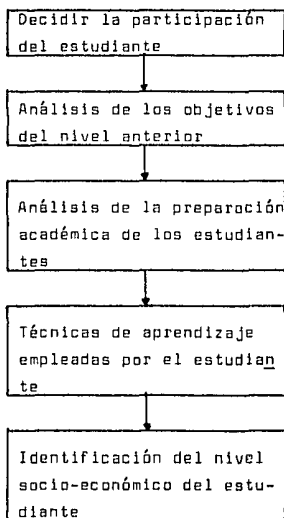 Decidir la participación
del estudiante
Análisis de los objetivos
del nivel anterior
Análisis de la preparoción
académica de los estudian-
tes
Técnicas de aprendizaje
empleadas por el estudian
te
Identificación del nivel
socio-económico del estu-
diante